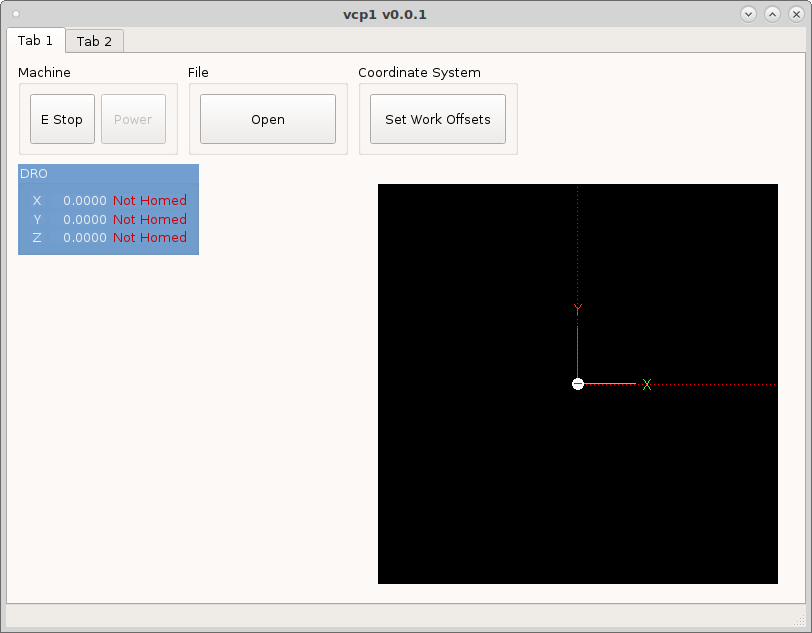 vcp1 v0.0.1
Tab 1 Tab 2
Machine File Coordinate System
E Stop Power Open Set Work Offsets
DRO
X 0.0000 Not Homed
Y 0.0000 Not Homed
Z 0.0000 Not Homed
Y
X